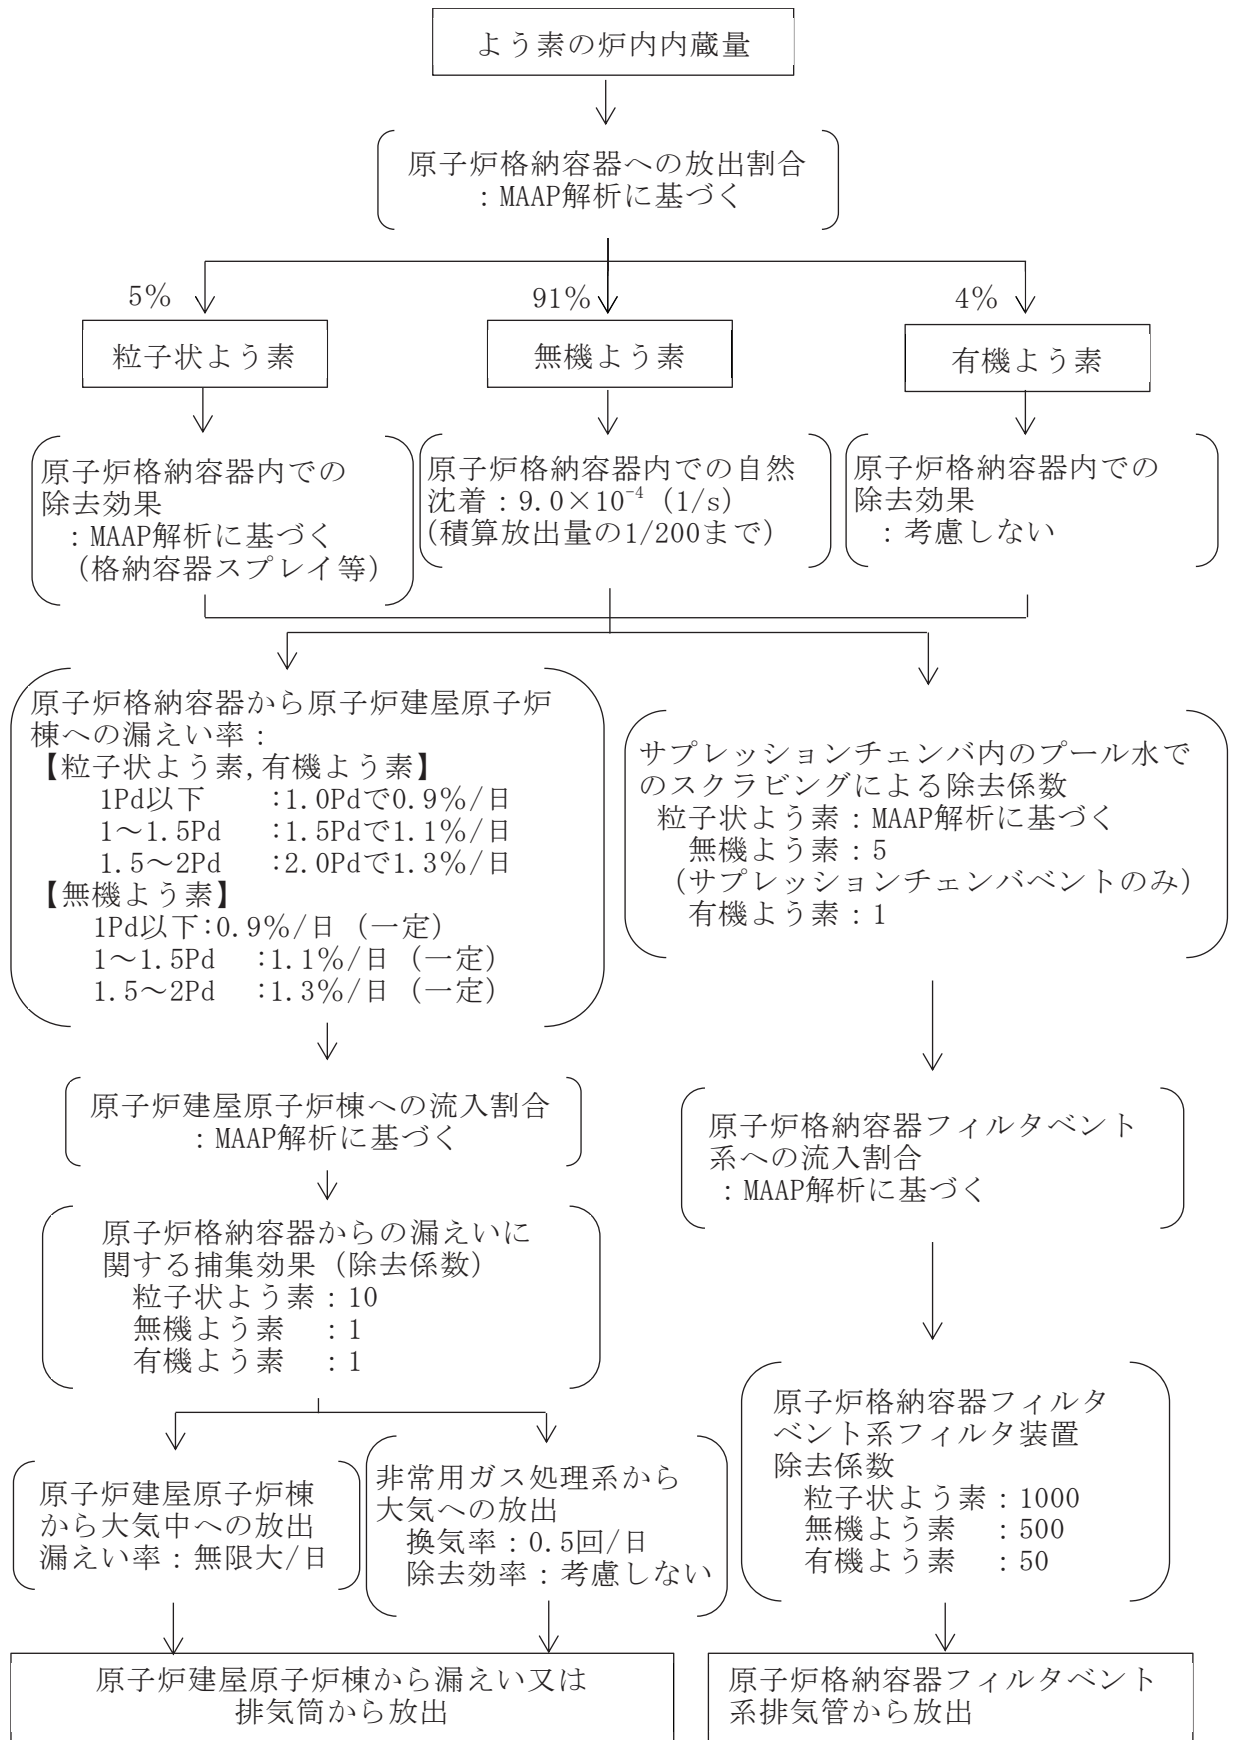 よう素の炉内内蔵量
原子炉格納容器への放出割合
：MAAP解析に基づく
5%
91%
4%
粒子状よう素
無機よう素
有機よう素
原子炉格納容器内での
除去効果
：MAAP解析に基づく
（格納容器スプレイ等）
原子炉格納容器内での自然
沈着：9.0×10⁻⁴（1/s）
(積算放出量の1/200まで）
原子炉格納容器内での
除去効果
：考慮しない
原子炉格納容器から原子炉建屋原子炉
棟への漏えい率：
【粒子状よう素,有機よう素】
1Pd以下　　:1.0Pdで0.9%/日
1～1.5Pd　　:1.5Pdで1.1%/日
1.5～2Pd　　:2.0Pdで1.3%/日
【無機よう素】
1Pd以下:0.9%/日（一定）
1～1.5Pd　:1.1%/日（一定）
1.5～2Pd　:1.3%/日（一定）
サプレッションチェンバ内のプール水で
のスクラビングによる除去係数
粒子状よう素：MAAP解析に基づく
無機よう素：5
（サプレッションチェンバベントのみ）
有機よう素：1
原子炉建屋原子炉棟への流入割合
：MAAP解析に基づく
原子炉格納容器フィルタベント
系への流入割合
：MAAP解析に基づく
原子炉格納容器からの漏えいに
関する捕集効果（除去係数）
粒子状よう素：10
無機よう素　：1
有機よう素　：1
原子炉格納容器フィルタ
ベント系フィルタ装置
除去係数
粒子状よう素：1000
無機よう素　：500
有機よう素　：50
原子炉建屋原子炉棟
から大気中への放出
漏えい率：無限大/日
非常用ガス処理系から
大気への放出
換気率：0.5回/日
除去効率：考慮しない
原子炉建屋原子炉棟から漏えい又は
排気筒から放出
原子炉格納容器フィルタベント
系排気管から放出